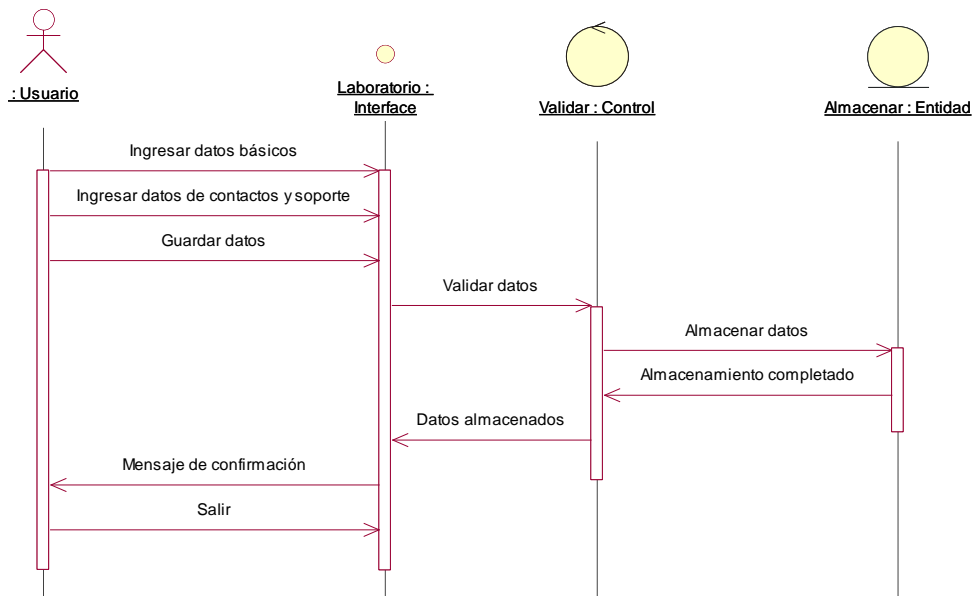 : Usuario
Laboratorio :
Interface
Validar : Control
Almacenar : Entidad
Ingresar datos básicos
Ingresar datos de contactos y soporte
Guardar datos
Validar datos
Almacenar datos
Almacenamiento completado
Datos almacenados
Mensaje de confirmación
Salir